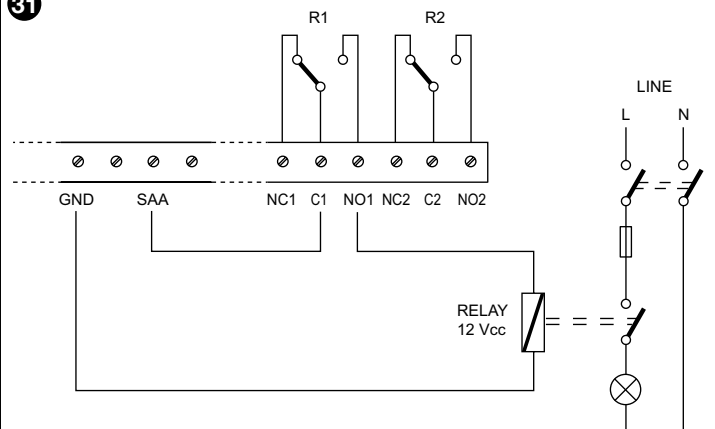 31
R1 R2
LINE
L N
GND SAA NC1 C1 NO1 NC2 C2 NO2
RELAY
12 Vcc